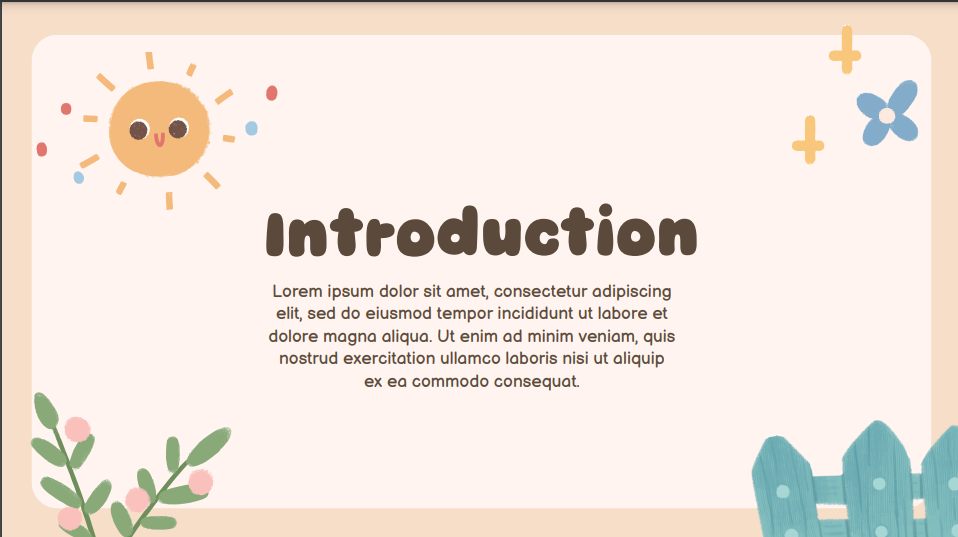 Introduction
Lorem ipsum dolor sit amet, consectetur adipiscing
elit, sed do eiusmod tempor incididunt ut labore et
dolore magna aliqua. Ut enim ad minim veniam, quis
nostrud exercitation ullamco laboris nisi ut aliquip
ex ea commodo consequat.